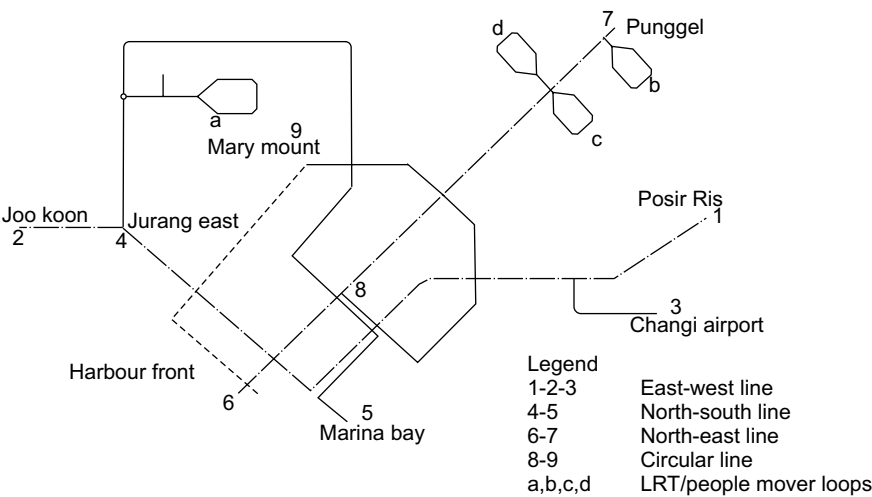 7
Punggel
d
b
c
a
9
Mary mount
Joo koon
2
Jurang east
4
Posir Ris
1
8
3
Changi airport
Harbour front
6
5
Marina bay
Legend
1-2-3 East-west line
4-5 North-south line
6-7 North-east line
8-9 Circular line
a,b,c,d LRT/people mover loops